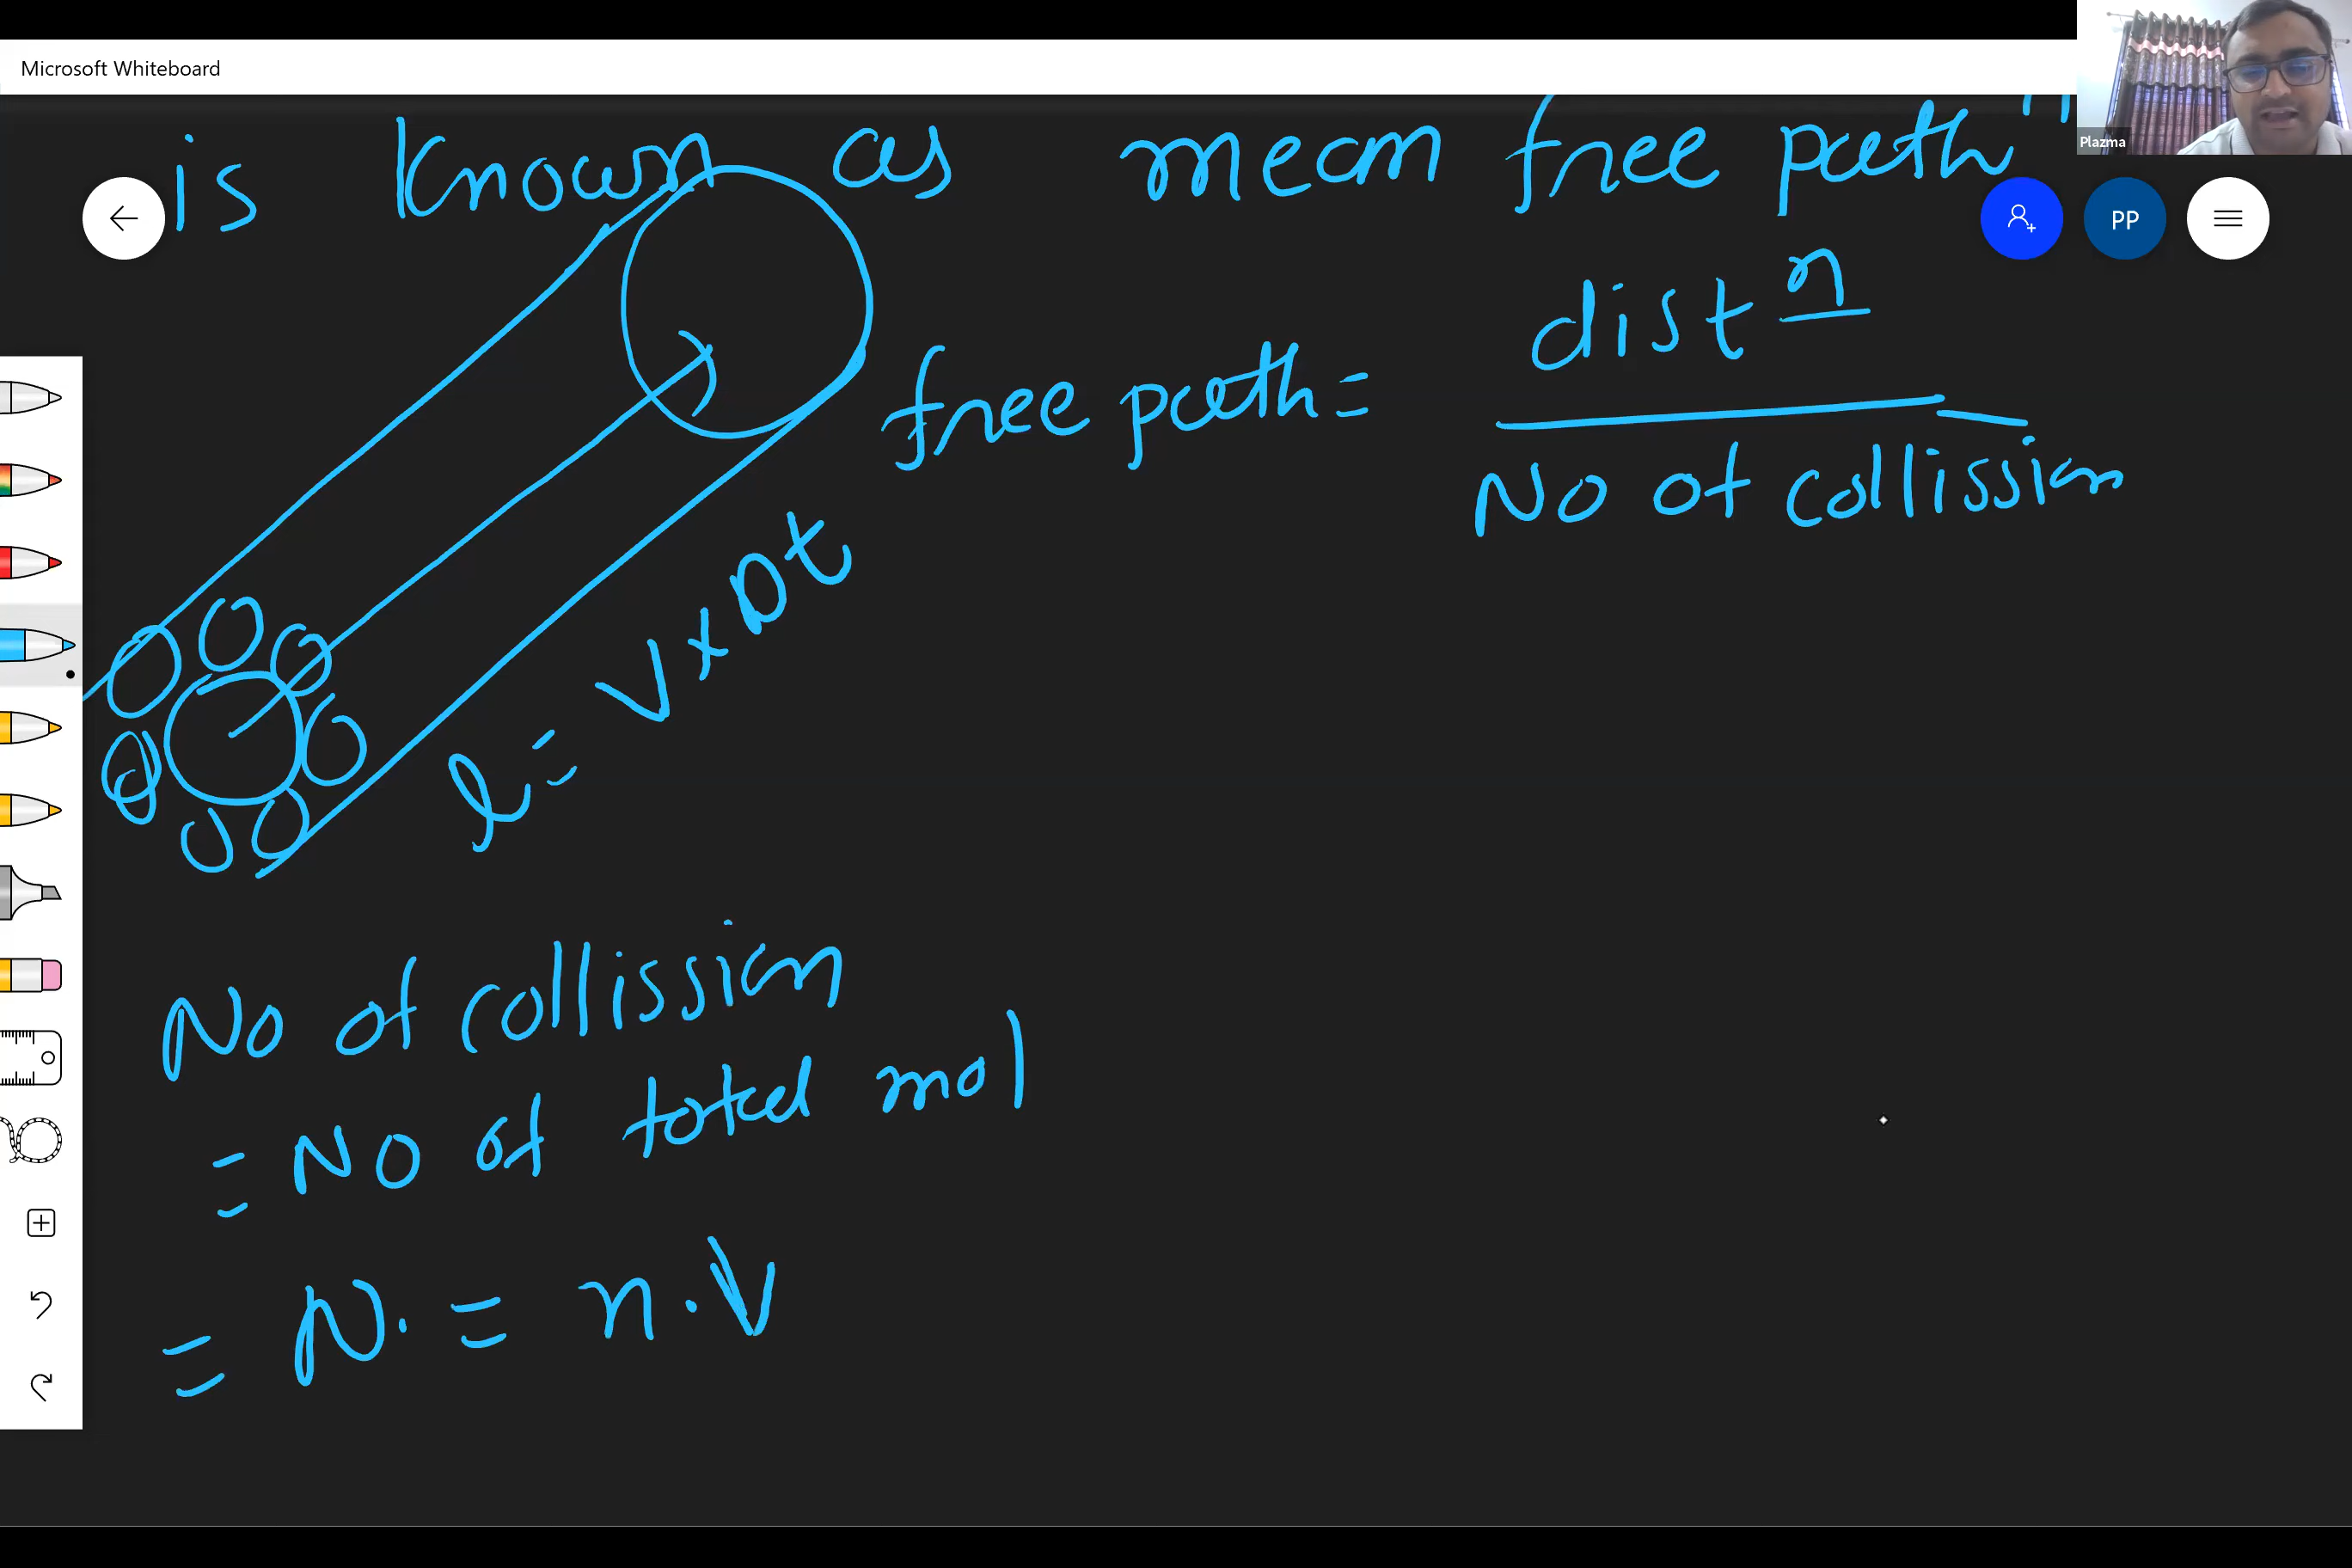 Microsoft Whiteboard
Plazma
PP
is known as mean free path"
free path = distn
No of collission
l = v × Δt
No of collission
= No of total mol
= N. = n.V